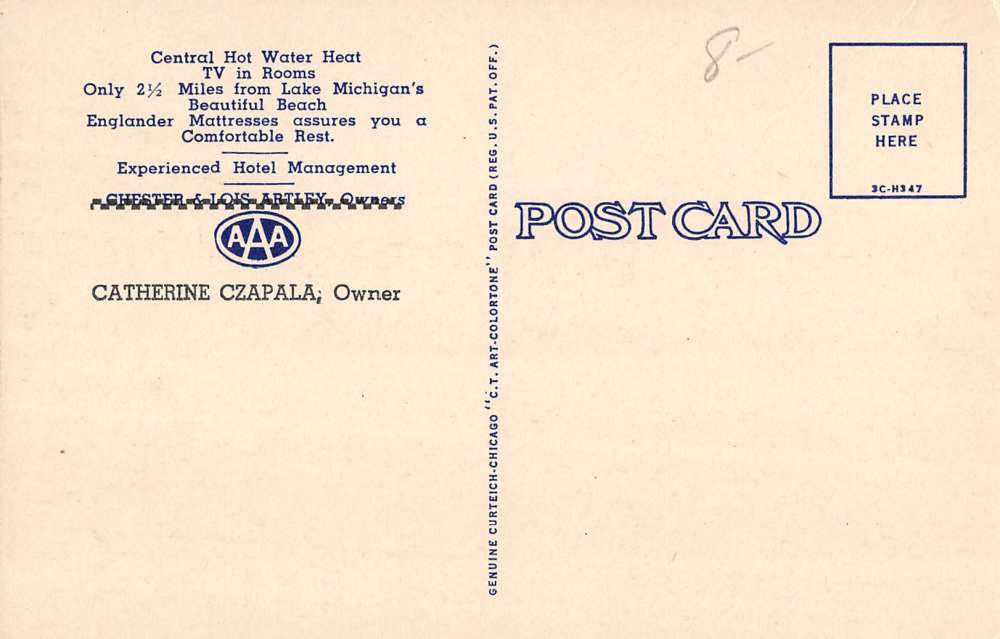 Central Hot Water Heat
TV in Rooms
Only 2½ Miles from Lake Michigan's
Beautiful Beach
Englander Mattresses assures you a
Comfortable Rest.
Experienced Hotel Management
CHESTER & LOIS ARTLEY, Owners
AAA
CATHERINE CZAPALA; Owner
GENUINE CURTEICH-CHICAGO "C.T. ART-COLORTONE" POST CARD (REG. U.S. PAT. OFF.)
8-
POST CARD
PLACE
STAMP
HERE
3C-H347